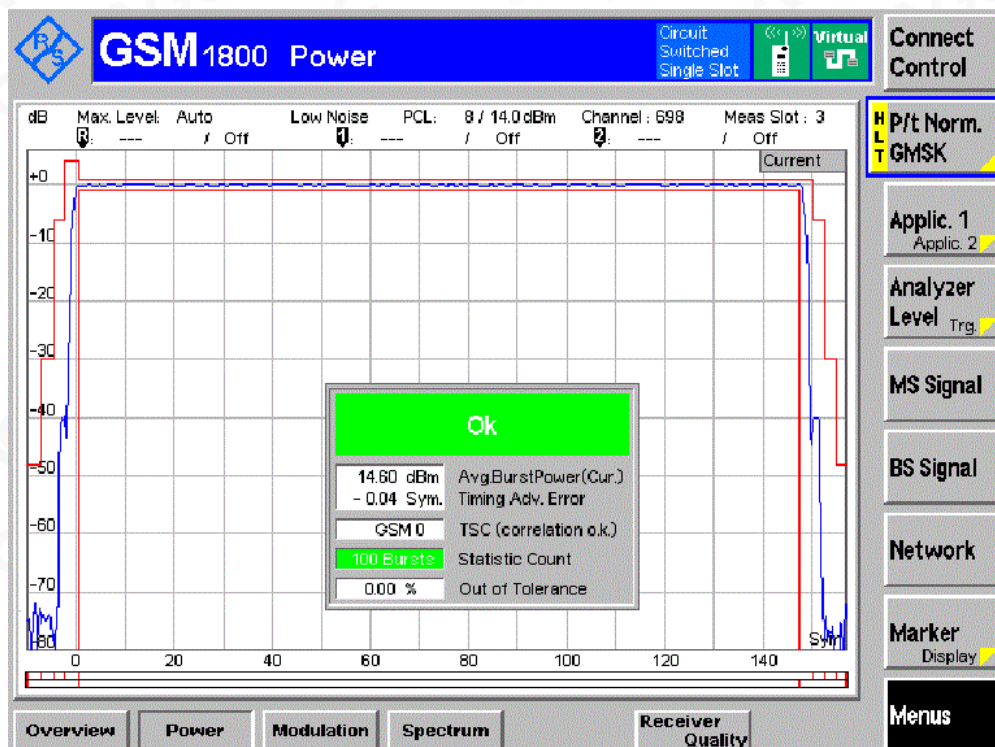 R/S
GSM 1800 Power
Circuit Switched Single Slot
Virtual
Connect Control
dB Max. Level: Auto Low Noise PCL: 8 / 14.0 dBm Channel : 698 Meas Slot : 3
R: --- / Off 1: --- / Off 2: --- / Off
Current
HLT
P/t Norm. GMSK
Applic. 1
Applic. 2
Analyzer Level Trg.
MS Signal
BS Signal
Network
Marker
Display
Menus
+0
-10
-20
-30
-40
-50
-60
-70
-80
Ok
14.60 dBm Avg.BurstPower(Cur.)
- 0.04 Sym. Timing Adv. Error
GSM 0 TSC (correlation o.k.)
100 Bursts Statistic Count
0.00 % Out of Tolerance
Sym
0 20 40 60 80 100 120 140
Overview Power Modulation Spectrum Receiver Quality